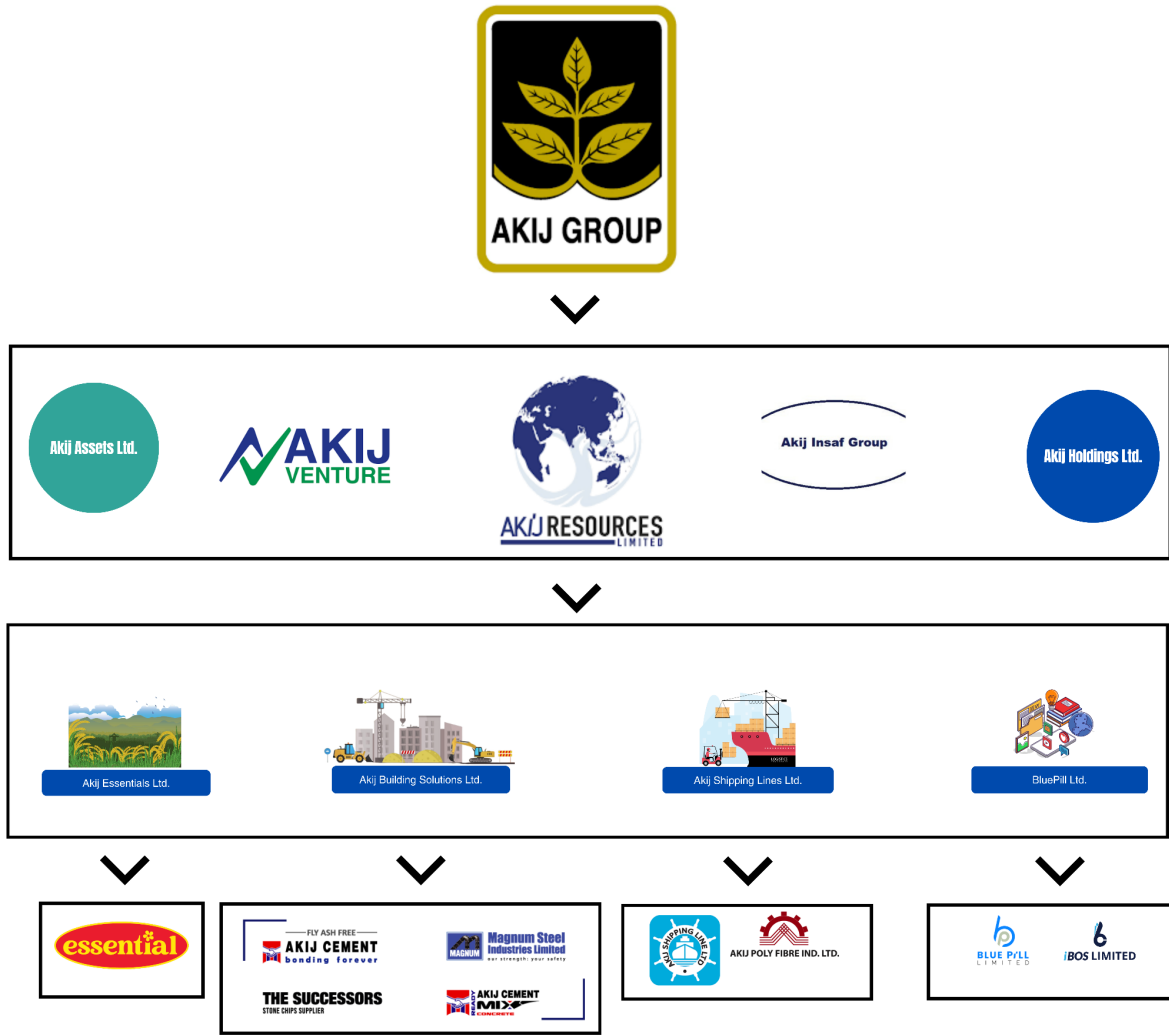 AKIJ GROUP
Akij Assets Ltd.
AKIJ
VENTURE
AKIJ RESOURCES
LIMITED
Akij Insaf Group
Akij Holdings Ltd.
Akij Essentials Ltd.
Akij Building Solutions Ltd.
Akij Shipping Lines Ltd.
BluePill Ltd.
essential
FLY ASH FREE
AKIJ CEMENT
bonding forever
MAGNUM
Magnum Steel
Industries Limited
our strength: your safety
THE SUCCESSORS
STONE CHIPS SUPPLIER
READY
AKIJ CEMENT
MIX
CONCRETE
AKIJ SHIPPING LINE LTD
AKIJ POLY FIBRE IND. LTD.
BLUE PILL
LIMITED
iBOS LIMITED